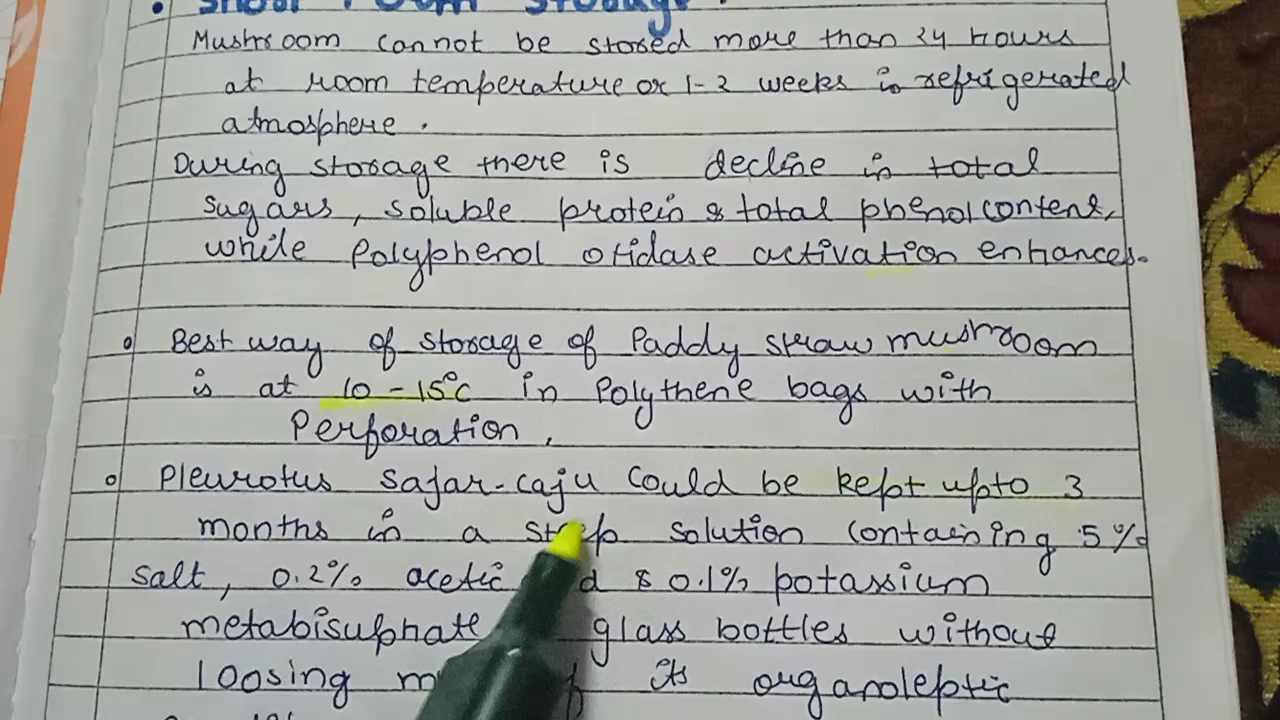 Short Term Storage :
Mushroom cannot be stored more than 24 Hours
at room temperature or 1-2 weeks in refrigerated
atmosphere.
During storage there is decline in total
sugars, soluble protein & total phenol content,
while Polyphenol otidase activation enhances.
Best way of storage of Paddy straw mushroom
is at 10-15°C in Polythene bags with
Perforation.
Pleurotus Sajar-caju could be kept upto 3
months in a solution containing 5%
salt, 0.2% acetic & 0.1% potassium
metabisulphate glass bottles without
loosing its organoleptic